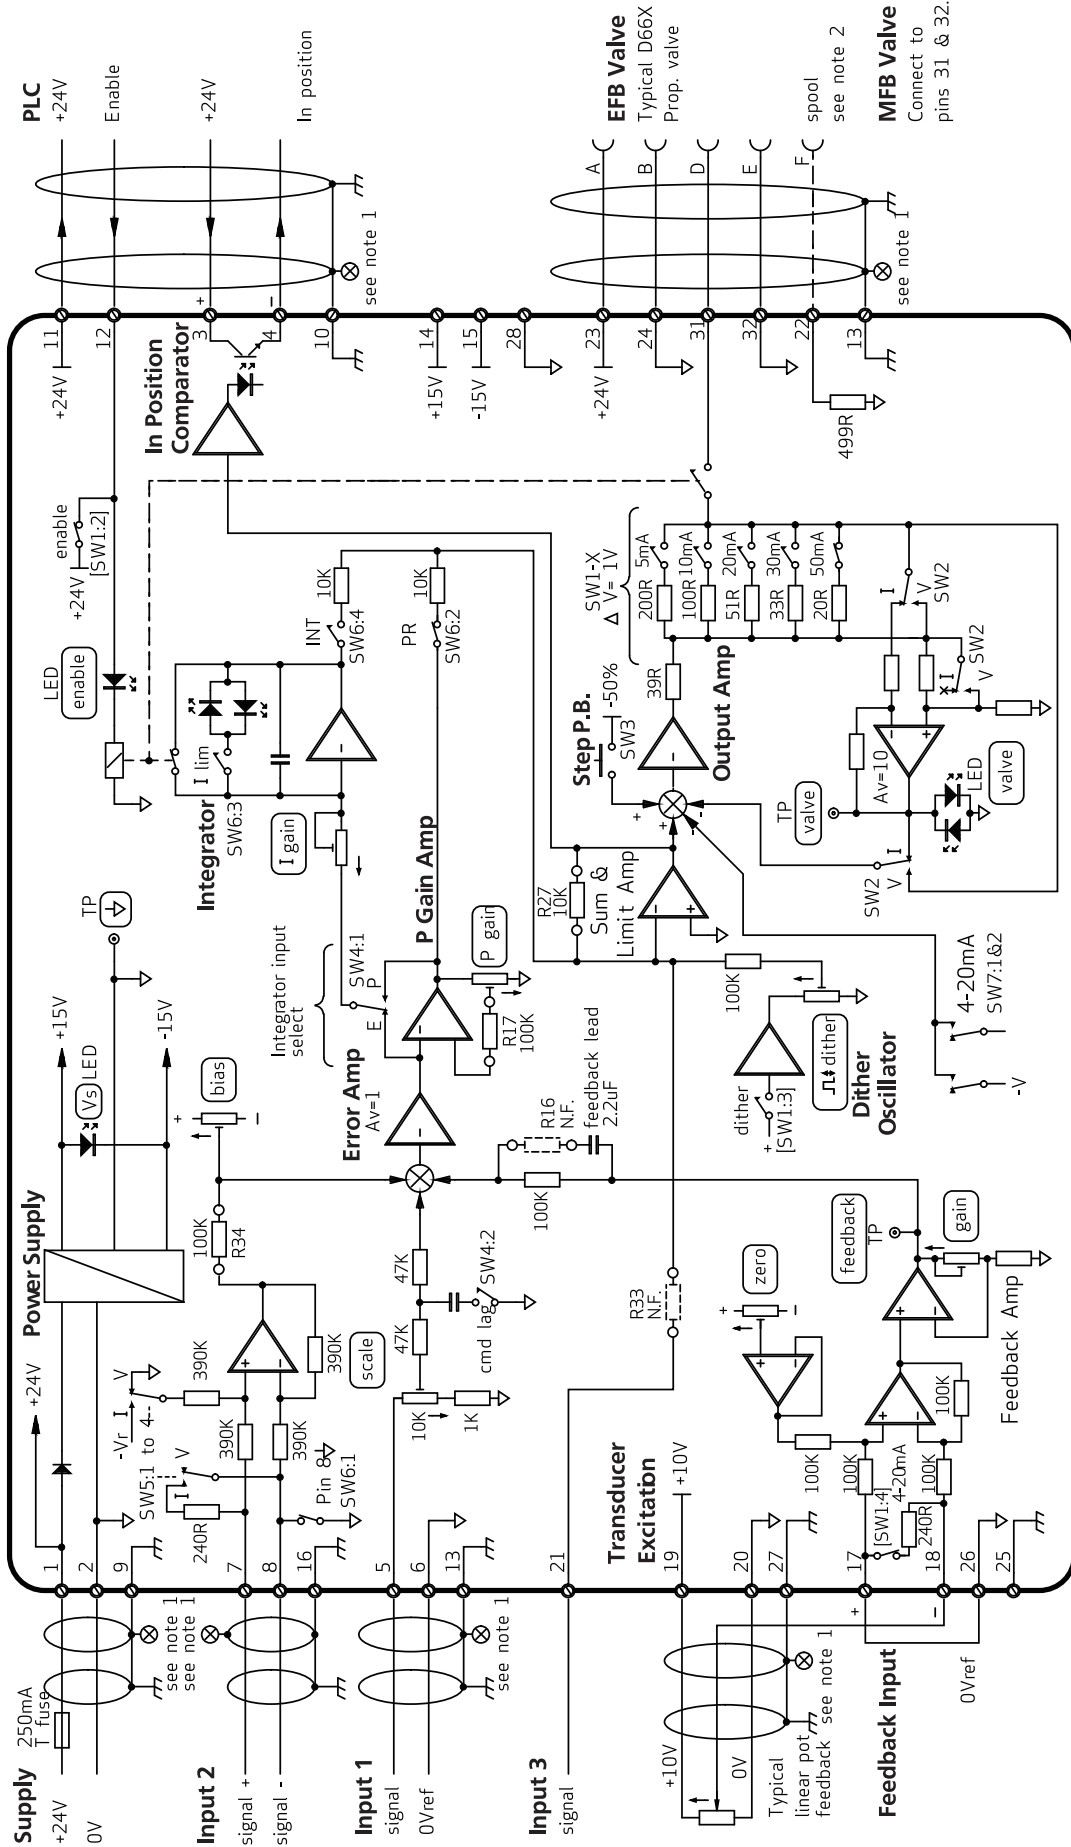 Supply
+24V
0V
250mA
T fuse
see note 1
see note 1
Input 2
signal +
signal -
Input 1
signal
0Vref
see note 1
Input 3
signal
+10V
0V
Typical
linear pot
feedback
see note 1
Feedback Input
0Vref
+
−
1
2
9
7
8
16
5
6
13
21
19
20
27
17
18
26
25
Power Supply
+24V
+15V
Vs
LED
-15V
TP
-Vr
I
V
SW5:1 to 4
I
V
240R
390K
390K
390K
390K
+
−
Pin 8
SW6:1
100K
R34
bias
+
−
scale
10K
1K
47K
47K
cmd lag
SW4:2
Error Amp
Av=1
Integrator input
select
SW4:1
E
P
P Gain Amp
P gain
R17
100K
R16
N.F.
feedback lead
2.2uF
100K
R33
N.F.
Transducer
Excitation
+10V
zero
+
−
100K
100K
[SW1:4]
4-20mA
240R
100K
100K
+
−
feedback
TP
gain
Feedback Amp
LED
enable
+24V
enable
[SW1:2]
Integrator
SW6:3
I lim
I gain
INT
SW6:4
10K
PR
SW6:2
10K
In Position
Comparator
Step P.B.
-50%
SW3
R27
10K
Sum &
Limit Amp
39R
Output Amp
SW1-X
Δ V= 1V
200R
5mA
100R
10mA
51R
20mA
33R
30mA
20R
50mA
I
V
SW2
I
V
SW2
Av=10
TP
valve
LED
valve
SW2
V
I
100K
dither
+
[SW1:3]
dither
Dither
Oscillator
4-20mA
SW7:1&2
-V
499R
+24V
+15V
-15V
+24V
11
12
3
4
10
14
15
28
23
24
31
32
22
13
+
−
PLC
+24V
Enable
+24V
In position
see note 1
A
B
D
E
F
EFB Valve
Typical D66X
Prop. valve
spool
see note 2
MFB Valve
Connect to
pins 31 & 32.
see note 1